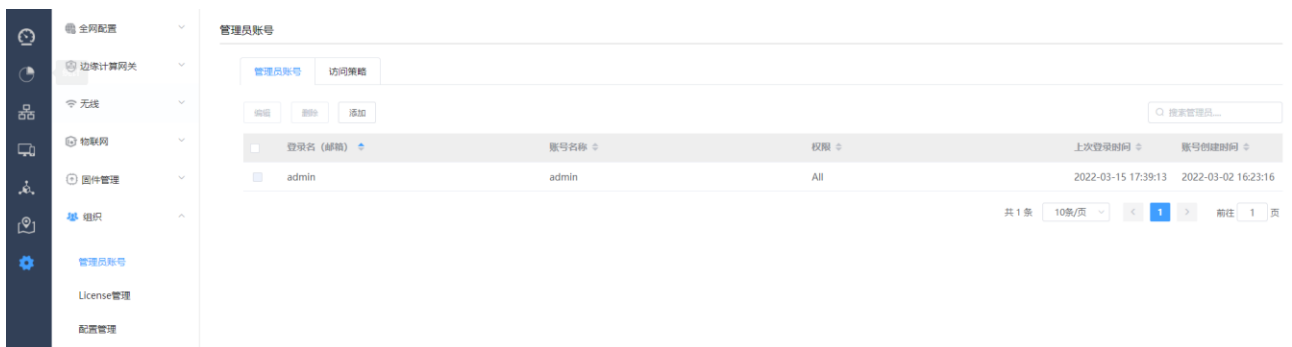 全网配置
边缘计算网关
无线
物联网
固件管理
组织
管理员账号
License管理
配置管理
管理员账号
管理员账号 访问策略
编辑 删除 添加 搜索管理员...
登录名（邮箱） 账号名称 权限 上次登录时间 账号创建时间
admin admin All 2022-03-15 17:39:13 2022-03-02 16:23:16
共 1 条 10条/页 < 1 > 前往 1 页